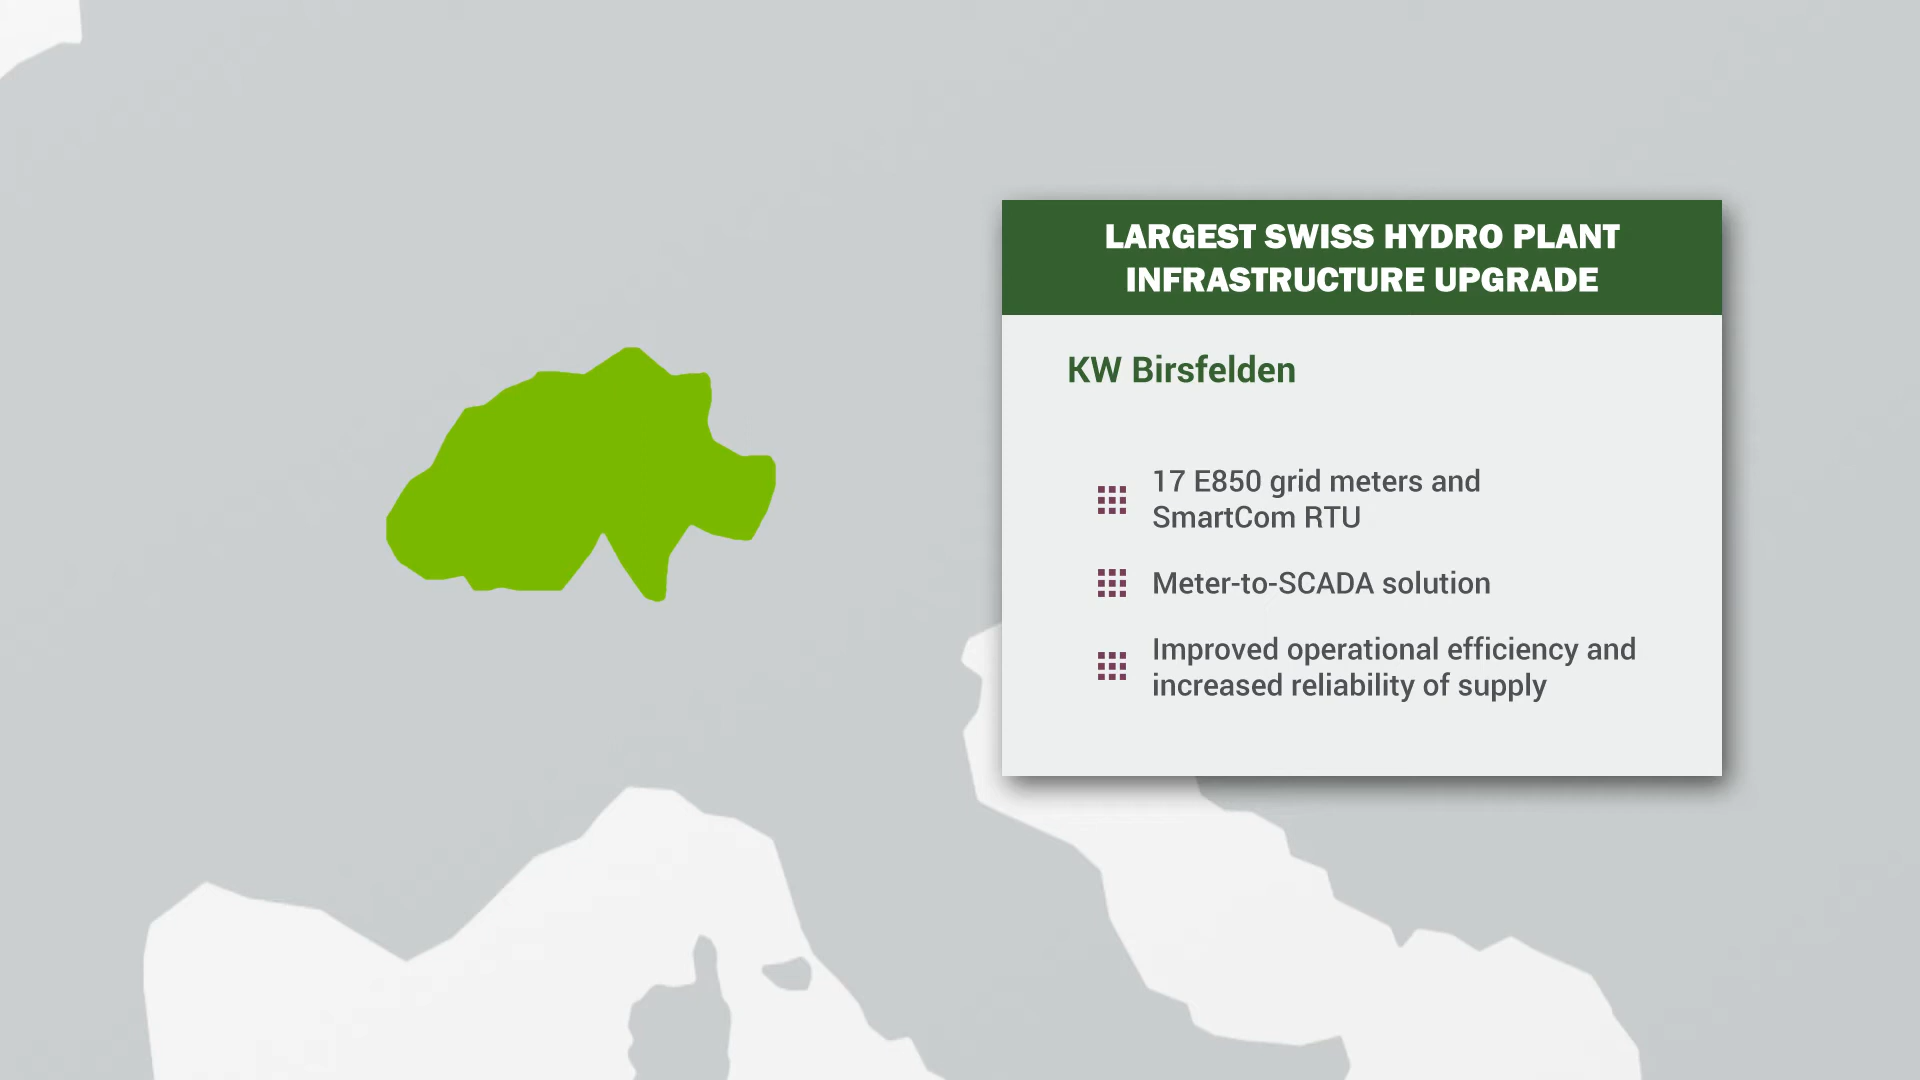 LARGEST SWISS HYDRO PLANT
INFRASTRUCTURE UPGRADE
KW Birsfelden
17 E850 grid meters and
SmartCom RTU
Meter-to-SCADA solution
Improved operational efficiency and
increased reliability of supply